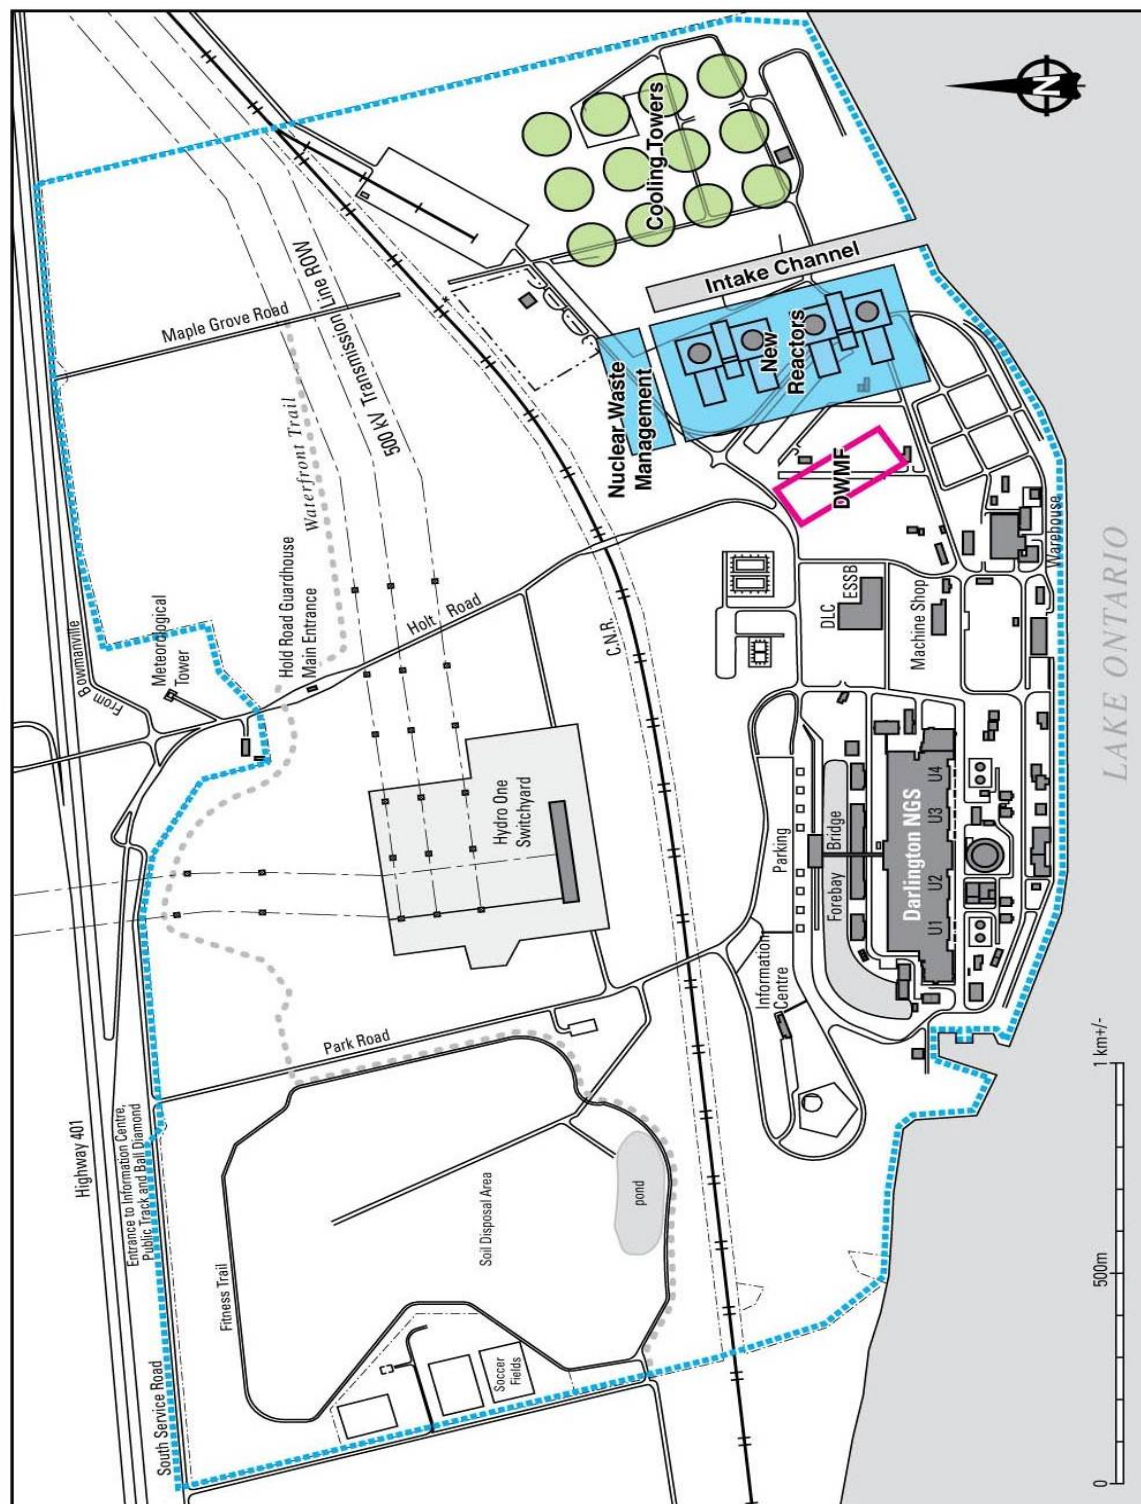 Highway 401
South Service Road
Entrance to Information Centre,
Public Track and Ball Diamond
Fitness Trail
Park Road
Soil Disposal Area
pond
Soccer
Fields
From Bowmanville
Meteorological
Tower
Hold Road Guardhouse
Main Entrance
Holt Road
Maple Grove Road
Waterfront Trail
500 kV Transmission Line ROW
Hydro One
Switchyard
C.N.R.
Information
Centre
Parking
Forebay
Bridge
Darlington NGS
U1
U2
U3
U4
DLC
ESSB
Machine Shop
Warehouse
DWMF
Nuclear Waste
Management
New
Reactors
Intake Channel
Cooling Towers
N
LAKE ONTARIO
0
500m
1 km+/-